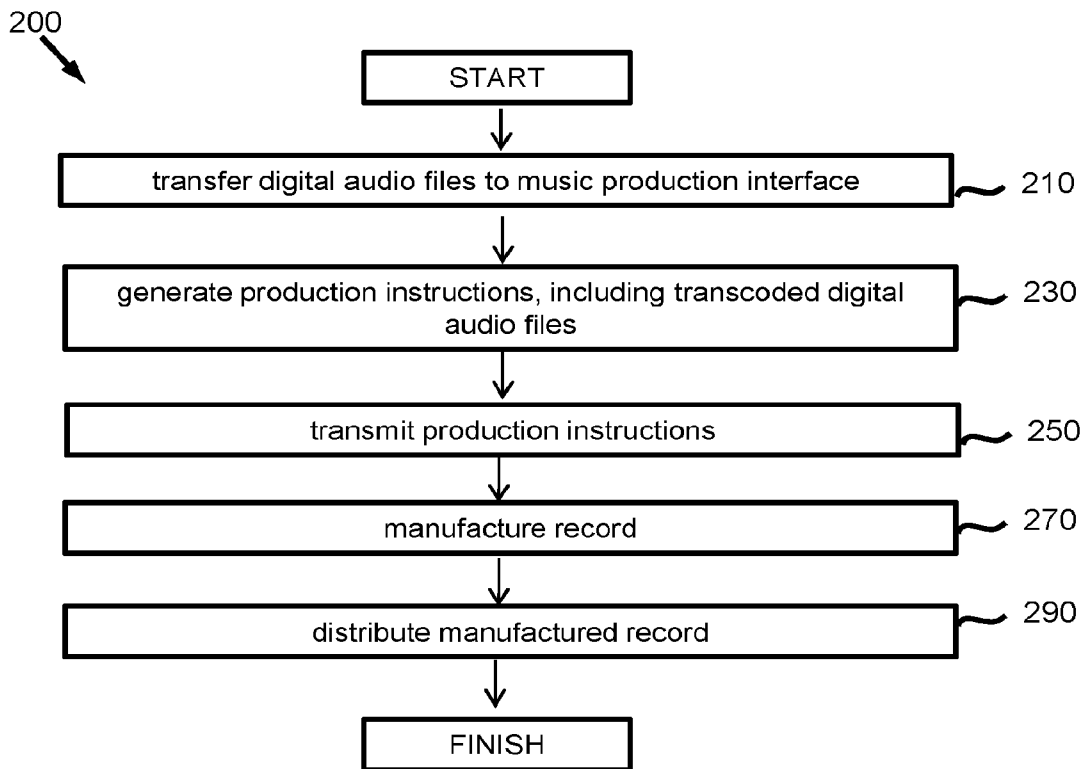 200
START
transfer digital audio files to music production interface
210
generate production instructions, including transcoded digital
audio files
230
transmit production instructions
250
manufacture record
270
distribute manufactured record
290
FINISH